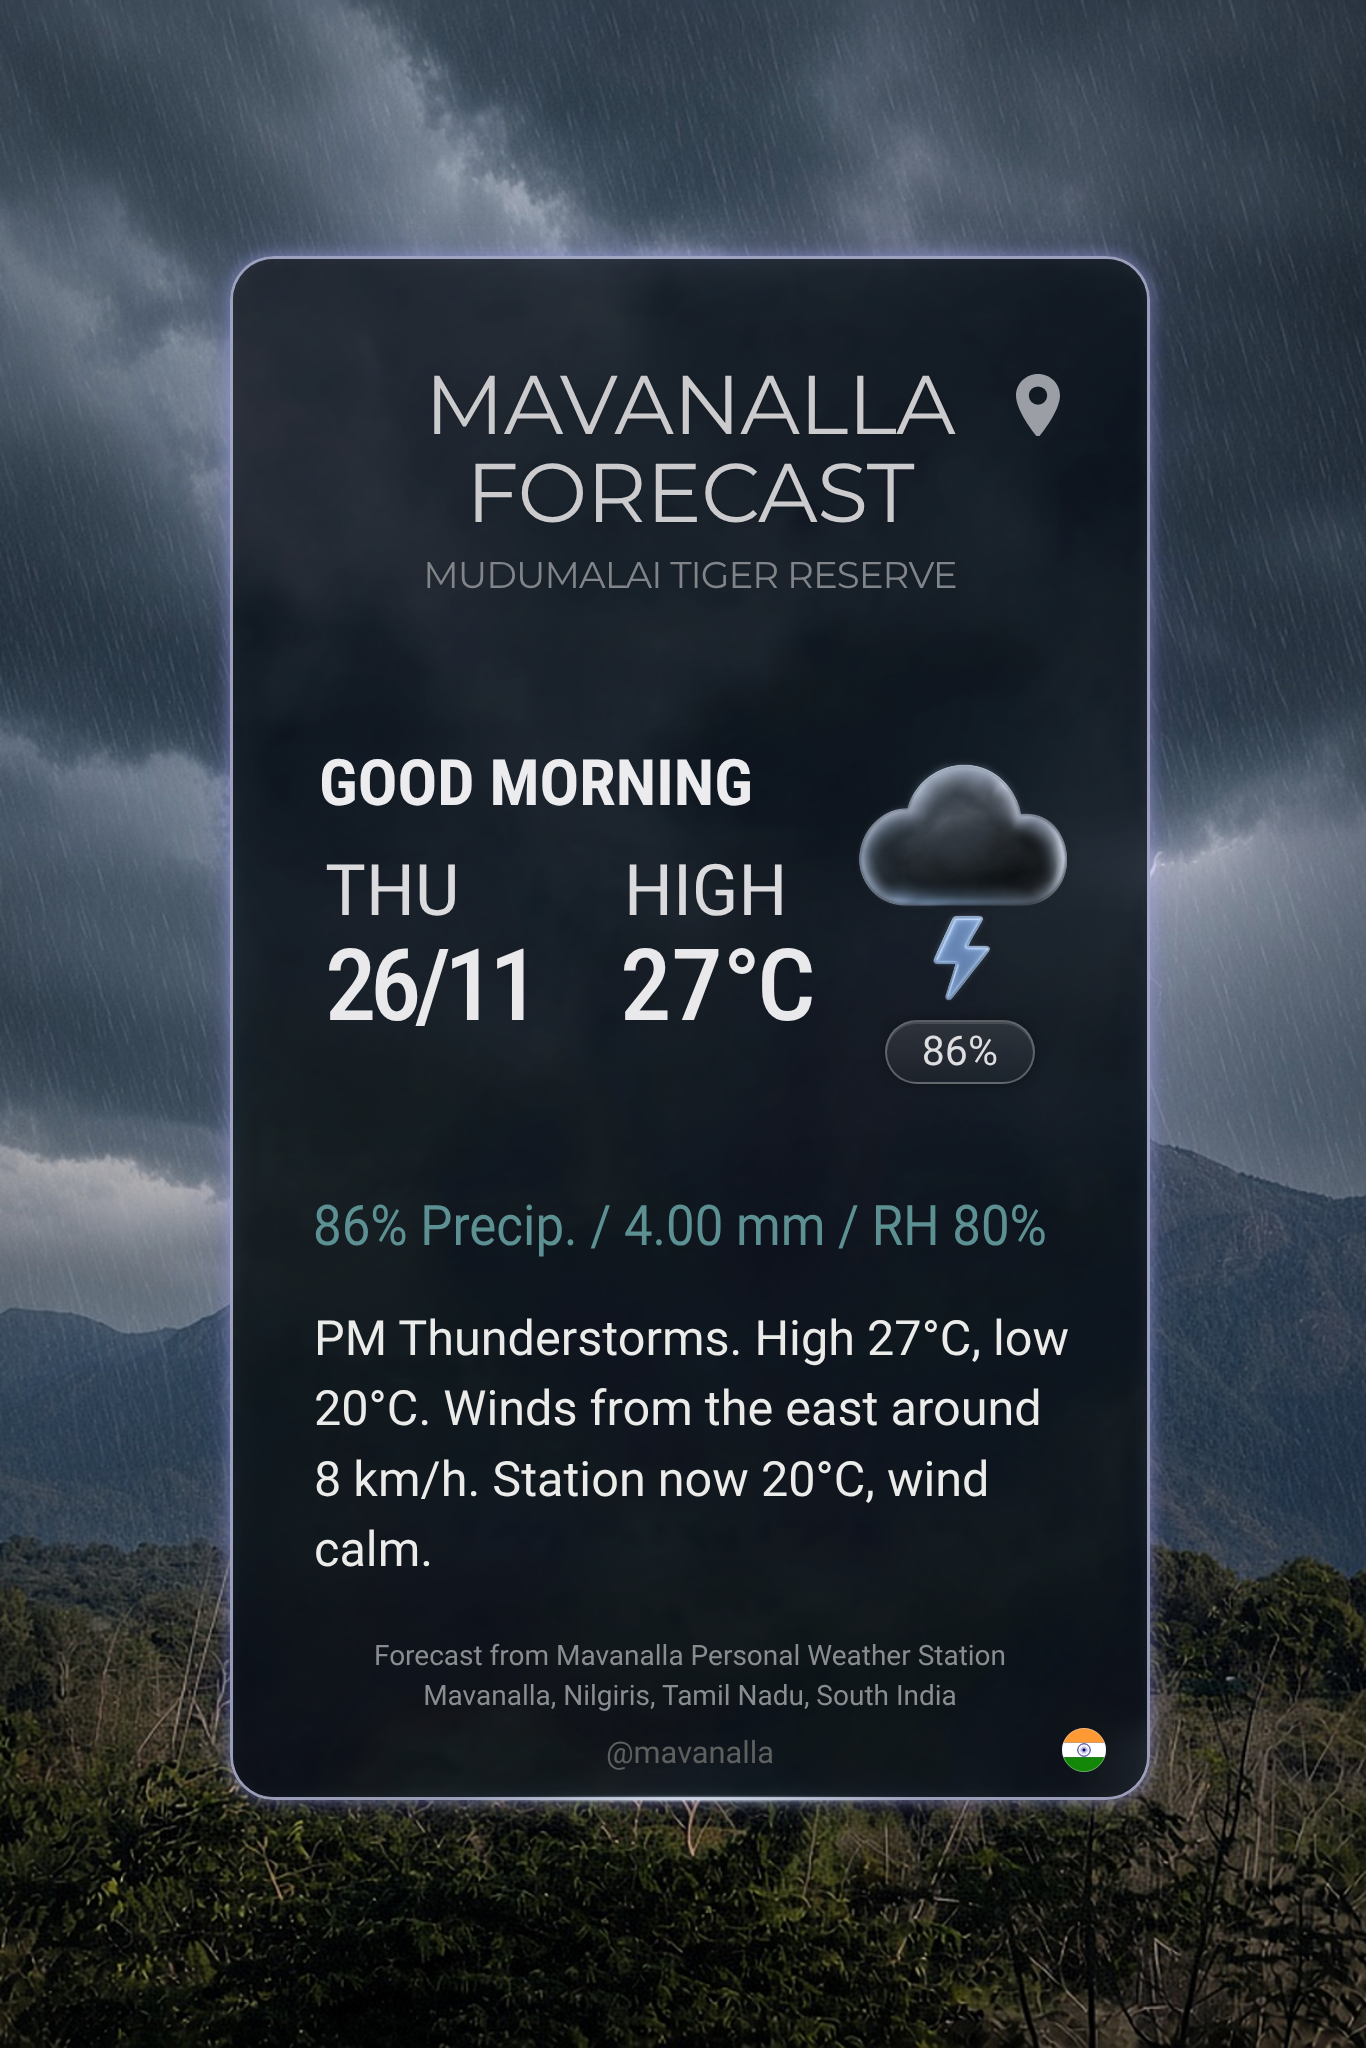 MAVANALLA
FORECAST
MUDUMALAI TIGER RESERVE
GOOD MORNING
THU
26/11
HIGH
27°C
86%
86% Precip. / 4.00 mm / RH 80%
PM Thunderstorms. High 27°C, low
20°C. Winds from the east around
8 km/h. Station now 20°C, wind
calm.
Forecast from Mavanalla Personal Weather Station
Mavanalla, Nilgiris, Tamil Nadu, South India
@mavanalla